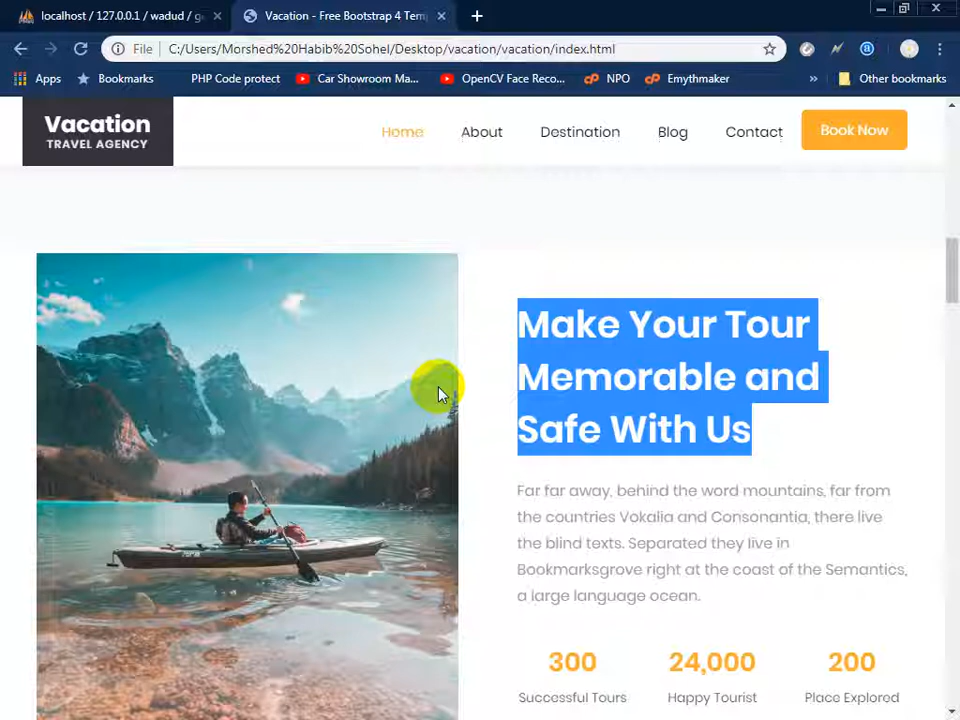 localhost / 127.0.0.1 / wadud / g
Vacation - Free Bootstrap 4 Tem
File
C:/Users/Morshed%20Habib%20Sohel/Desktop/vacation/vacation/index.html
Apps
Bookmarks
PHP Code protect
Car Showroom Ma...
OpenCV Face Reco...
NPO
Emythmaker
»
Other bookmarks
Vacation
TRAVEL AGENCY
Home
About
Destination
Blog
Contact
Book Now
Make Your Tour
Memorable and
Safe With Us
Far far away, behind the word mountains, far from
the countries Vokalia and Consonantia, there live
the blind texts. Separated they live in
Bookmarksgrove right at the coast of the Semantics,
a large language ocean.
300
24,000
200
Successful Tours
Happy Tourist
Place Explored